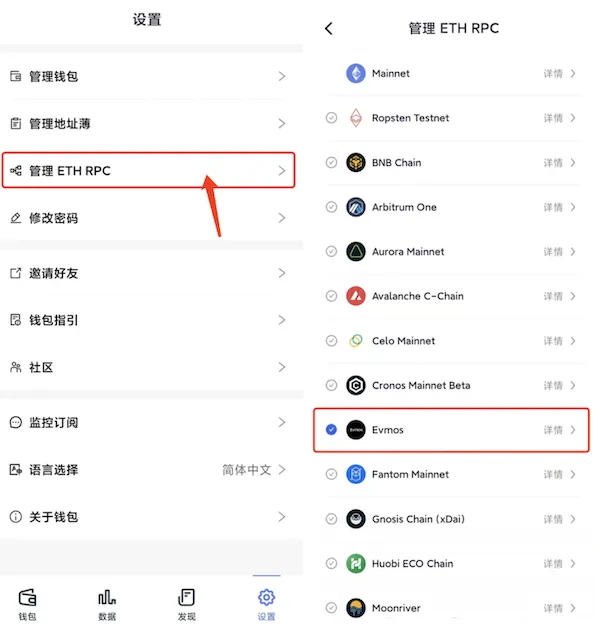 设置
管理钱包
管理地址薄
管理 ETH RPC
修改密码
邀请好友
钱包指引
社区
监控订阅
语言选择 简体中文
关于钱包
钱包 数据 发现 设置
管理 ETH RPC
Mainnet 详情
Ropsten Testnet 详情
BNB Chain 详情
Arbitrum One 详情
Aurora Mainnet 详情
Avalanche C-Chain 详情
Celo Mainnet 详情
Cronos Mainnet Beta 详情
EVMOS Evmos 详情
Fantom Mainnet 详情
Gnosis Chain (xDai) 详情
Huobi ECO Chain 详情
Moonriver 详情